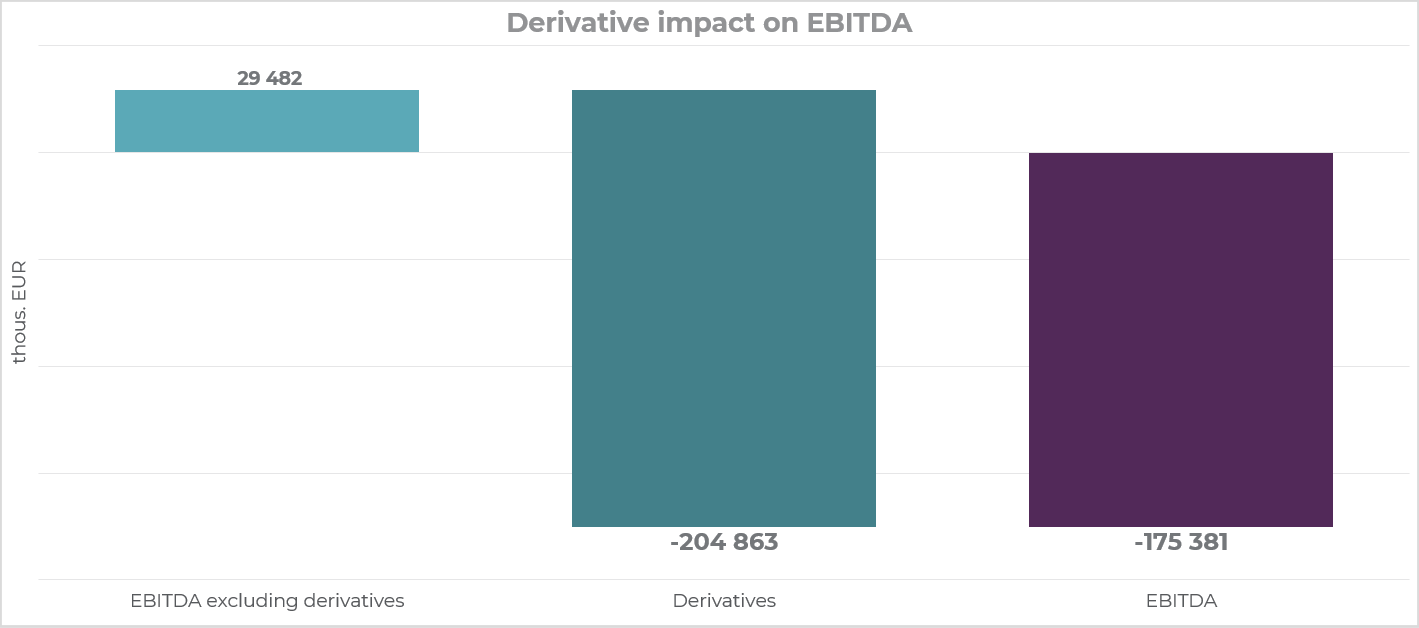 Derivative impact on EBITDA
29 482
thous. EUR
-204 863
-175 381
EBITDA excluding derivatives
Derivatives
EBITDA